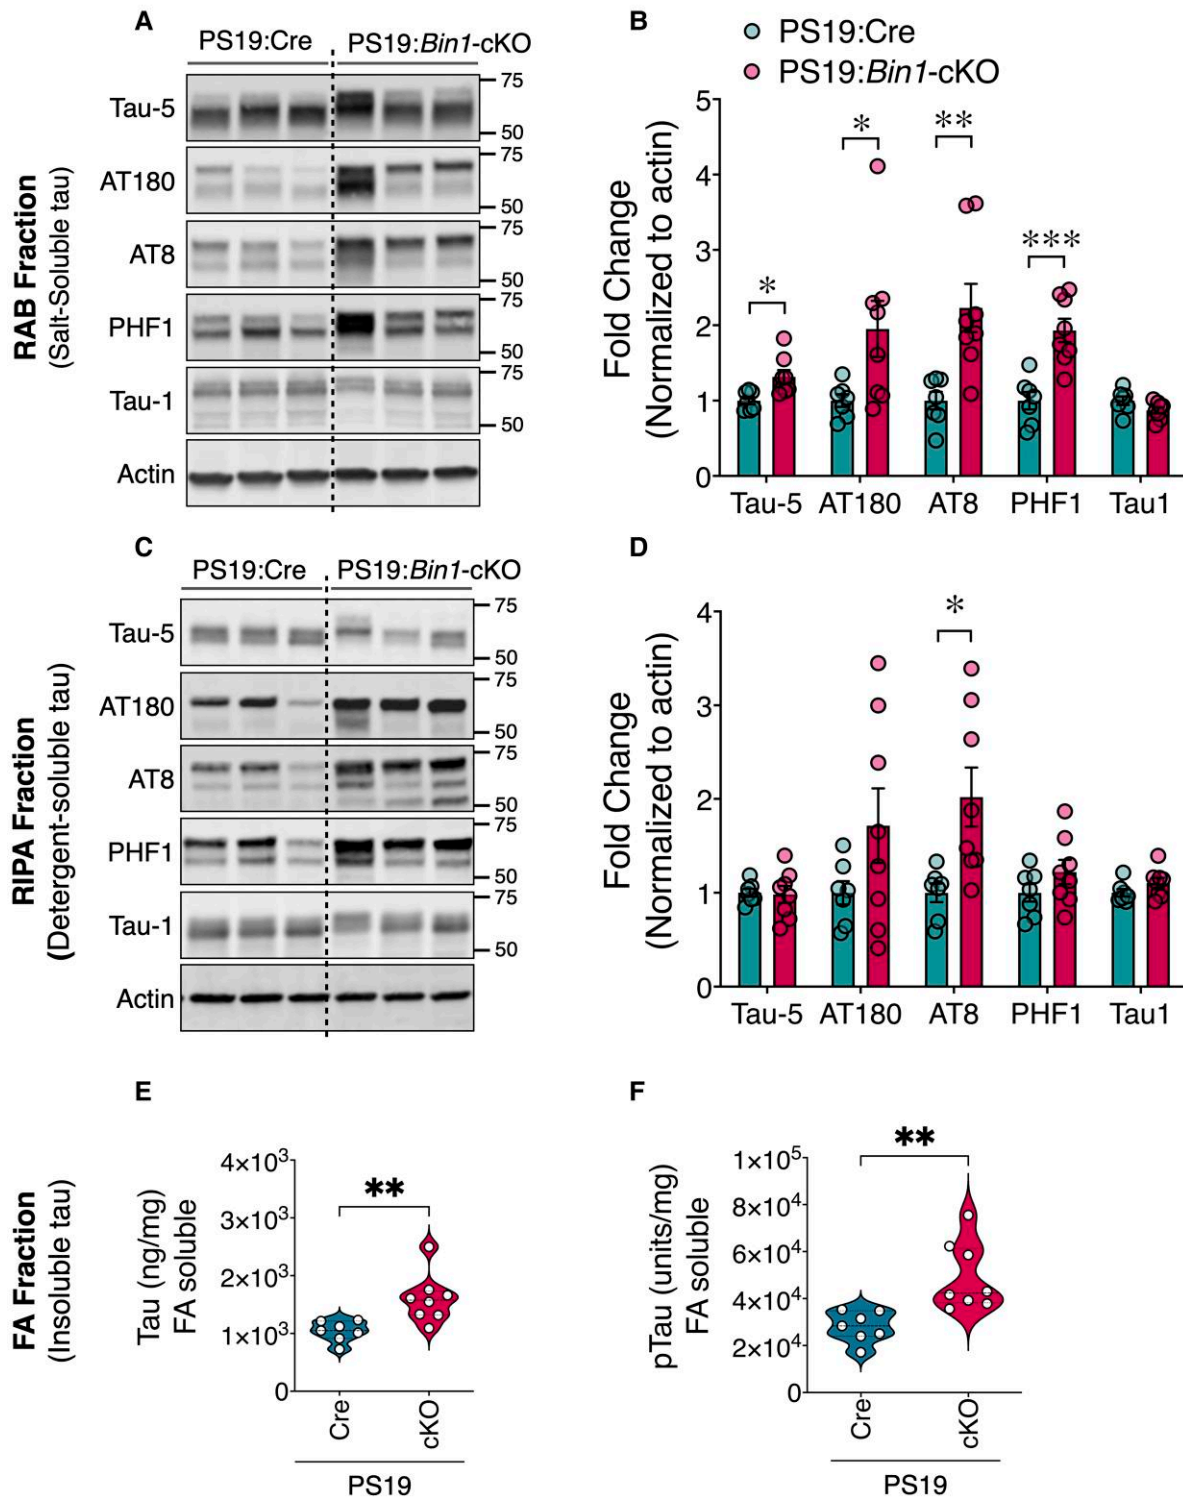 A
PS19:Cre
PS19:Bin1-cKO
RAB Fraction
(Salt-Soluble tau)
Tau-5
75
50
AT180
75
50
AT8
75
50
PHF1
75
50
Tau-1
75
50
Actin
B
PS19:Cre
PS19:Bin1-cKO
Fold Change
(Normalized to actin)
5
4
3
2
1
0
*
*
**
***
Tau-5
AT180
AT8
PHF1
Tau1
C
PS19:Cre
PS19:Bin1-cKO
RIPA Fraction
(Detergent-soluble tau)
Tau-5
75
50
AT180
75
50
AT8
75
50
PHF1
75
50
Tau-1
75
50
Actin
D
Fold Change
(Normalized to actin)
4
3
2
1
0
*
Tau-5
AT180
AT8
PHF1
Tau1
E
FA Fraction
(Insoluble tau)
Tau (ng/mg)
FA soluble
4×10³
3×10³
2×10³
1×10³
0
**
Cre
cKO
PS19
F
pTau (units/mg)
FA soluble
1×10⁵
8×10⁴
6×10⁴
4×10⁴
2×10⁴
0
**
Cre
cKO
PS19